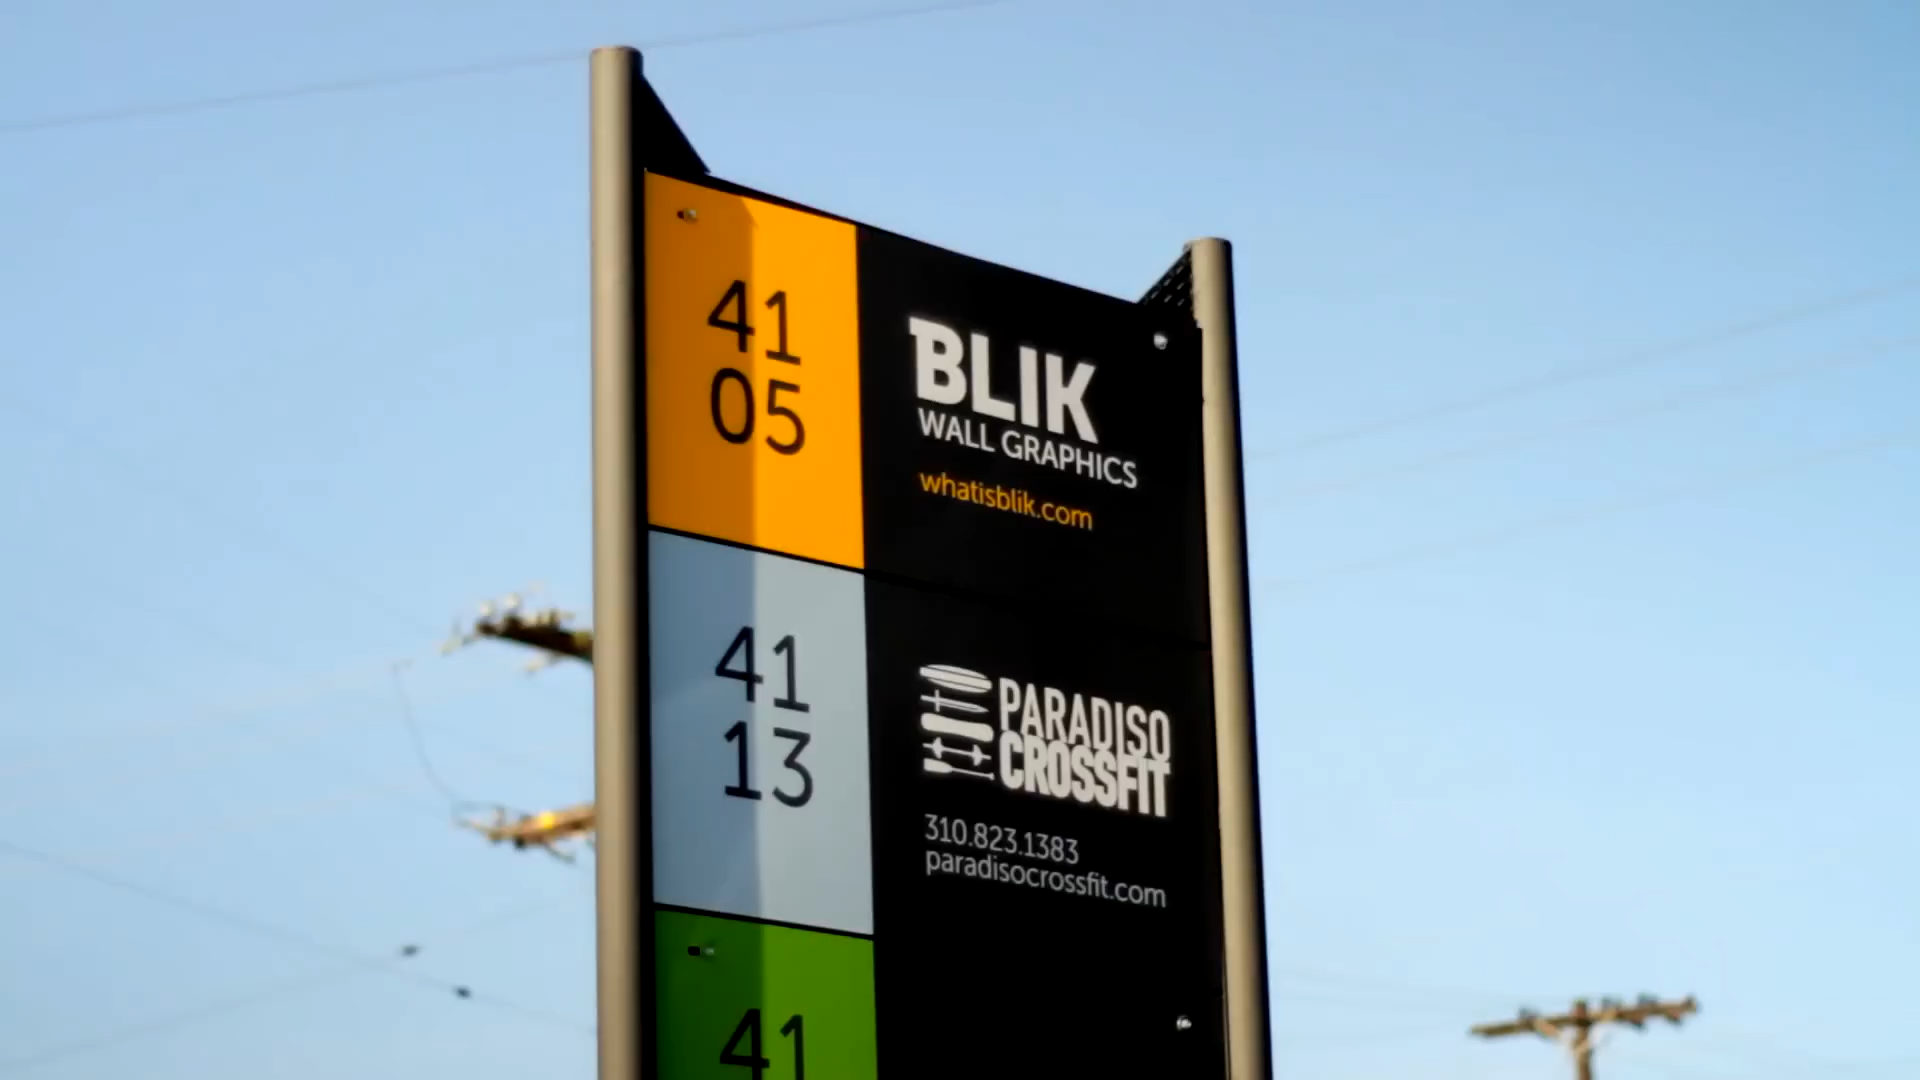 41
05
BLIK
WALL GRAPHICS
whatisblik.com
41
13
PARADISO
CROSSFIT
310.823.1383
paradisocrossfit.com
41